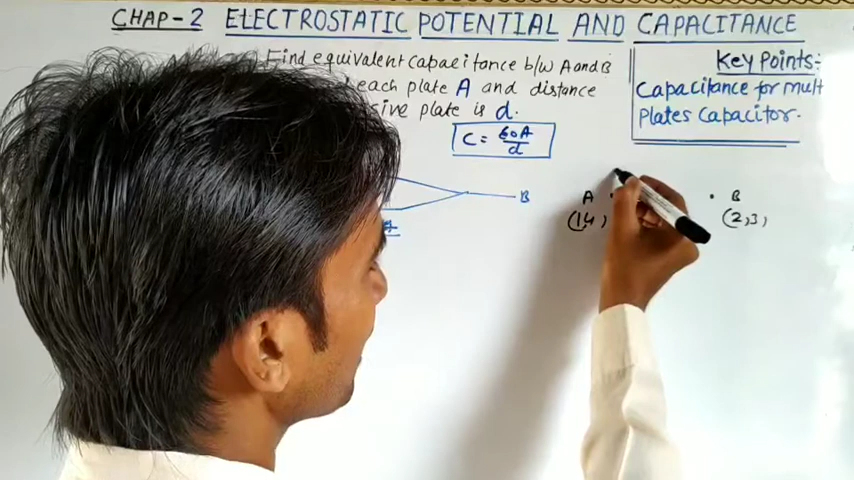 CHAP-2 ELECTROSTATIC POTENTIAL AND CAPACITANCE
Find equivalent capacitance b/w A and B
each plate A and distance
plate is d.
C = ε0A/d
Key Points:-
Capacitance for
Plates Capacitor.
B
A B
(1,4, (2,3,